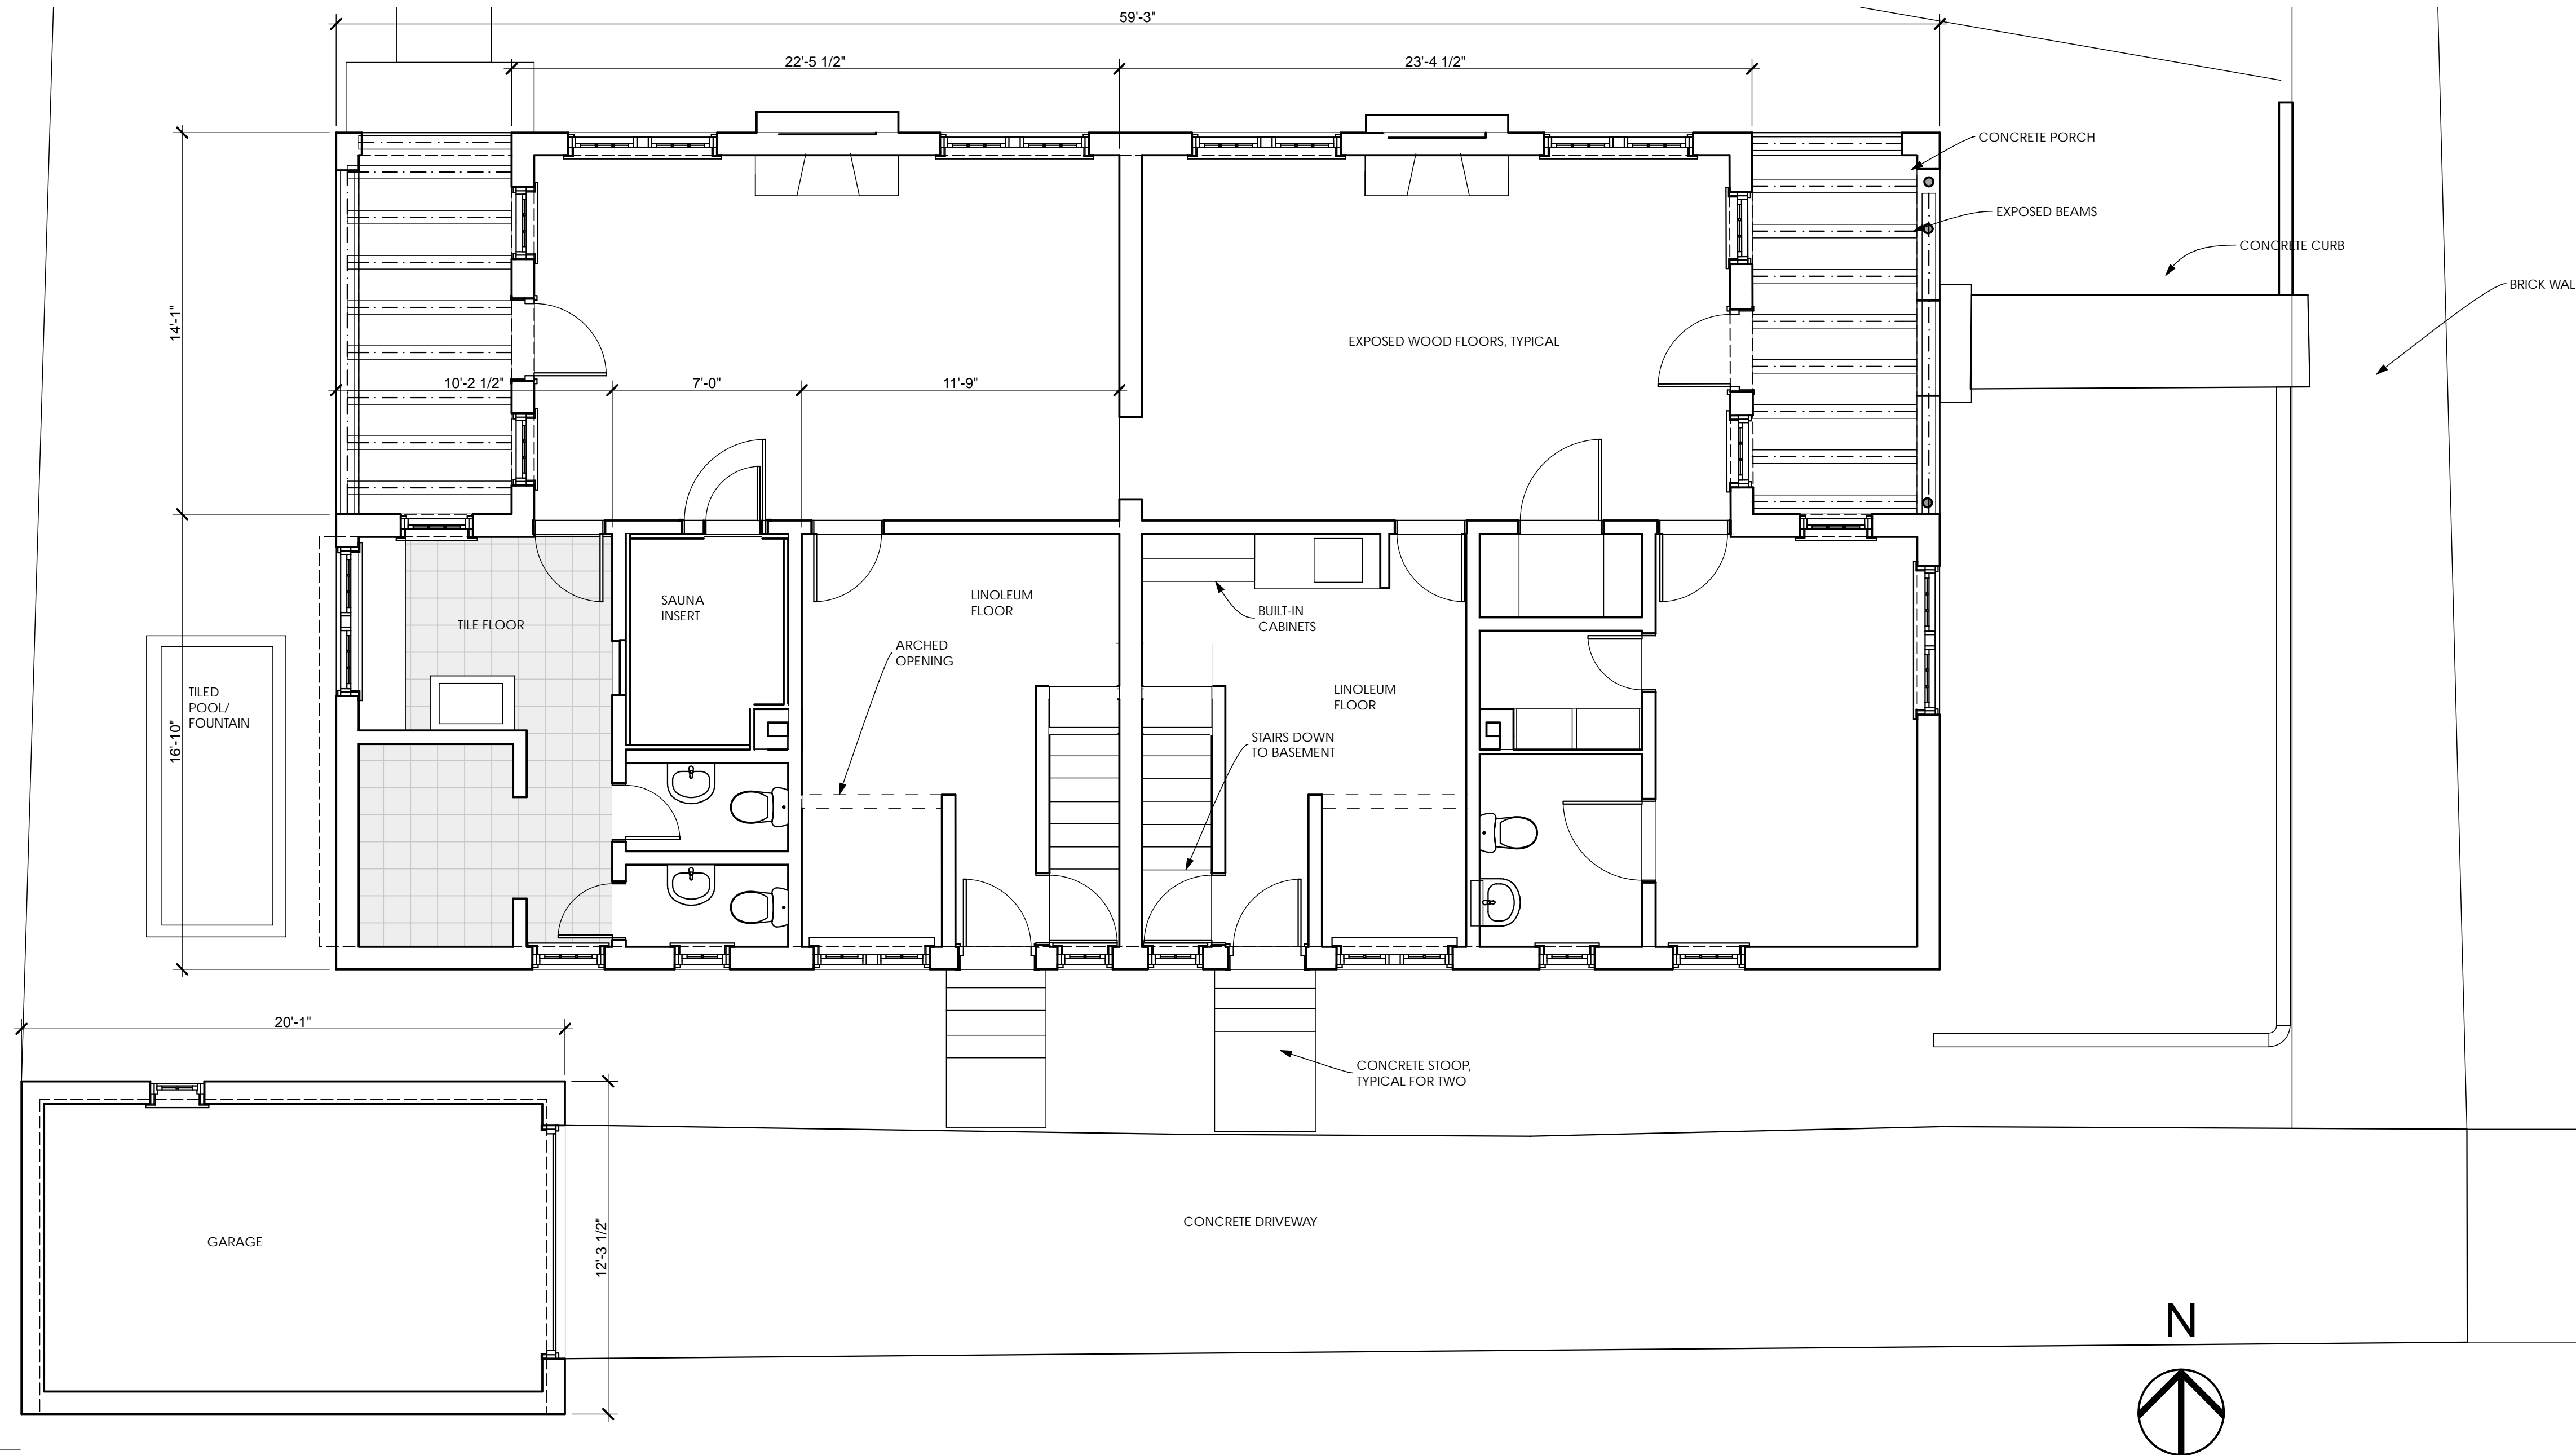 59'-3"
22'-5 1/2"
23'-4 1/2"
CONCRETE PORCH
EXPOSED BEAMS
CONCRETE CURB
BRICK WAL
14'-1"
EXPOSED WOOD FLOORS, TYPICAL
10'-2 1/2"
7'-0"
11'-9"
SAUNA
INSERT
LINOLEUM
FLOOR
BUILT-IN
CABINETS
TILE FLOOR
ARCHED
OPENING
TILED
POOL/
FOUNTAIN
LINOLEUM
FLOOR
16'-10"
STAIRS DOWN
TO BASEMENT
20'-1"
CONCRETE STOOP,
TYPICAL FOR TWO
CONCRETE DRIVEWAY
GARAGE
12'-3 1/2"
N